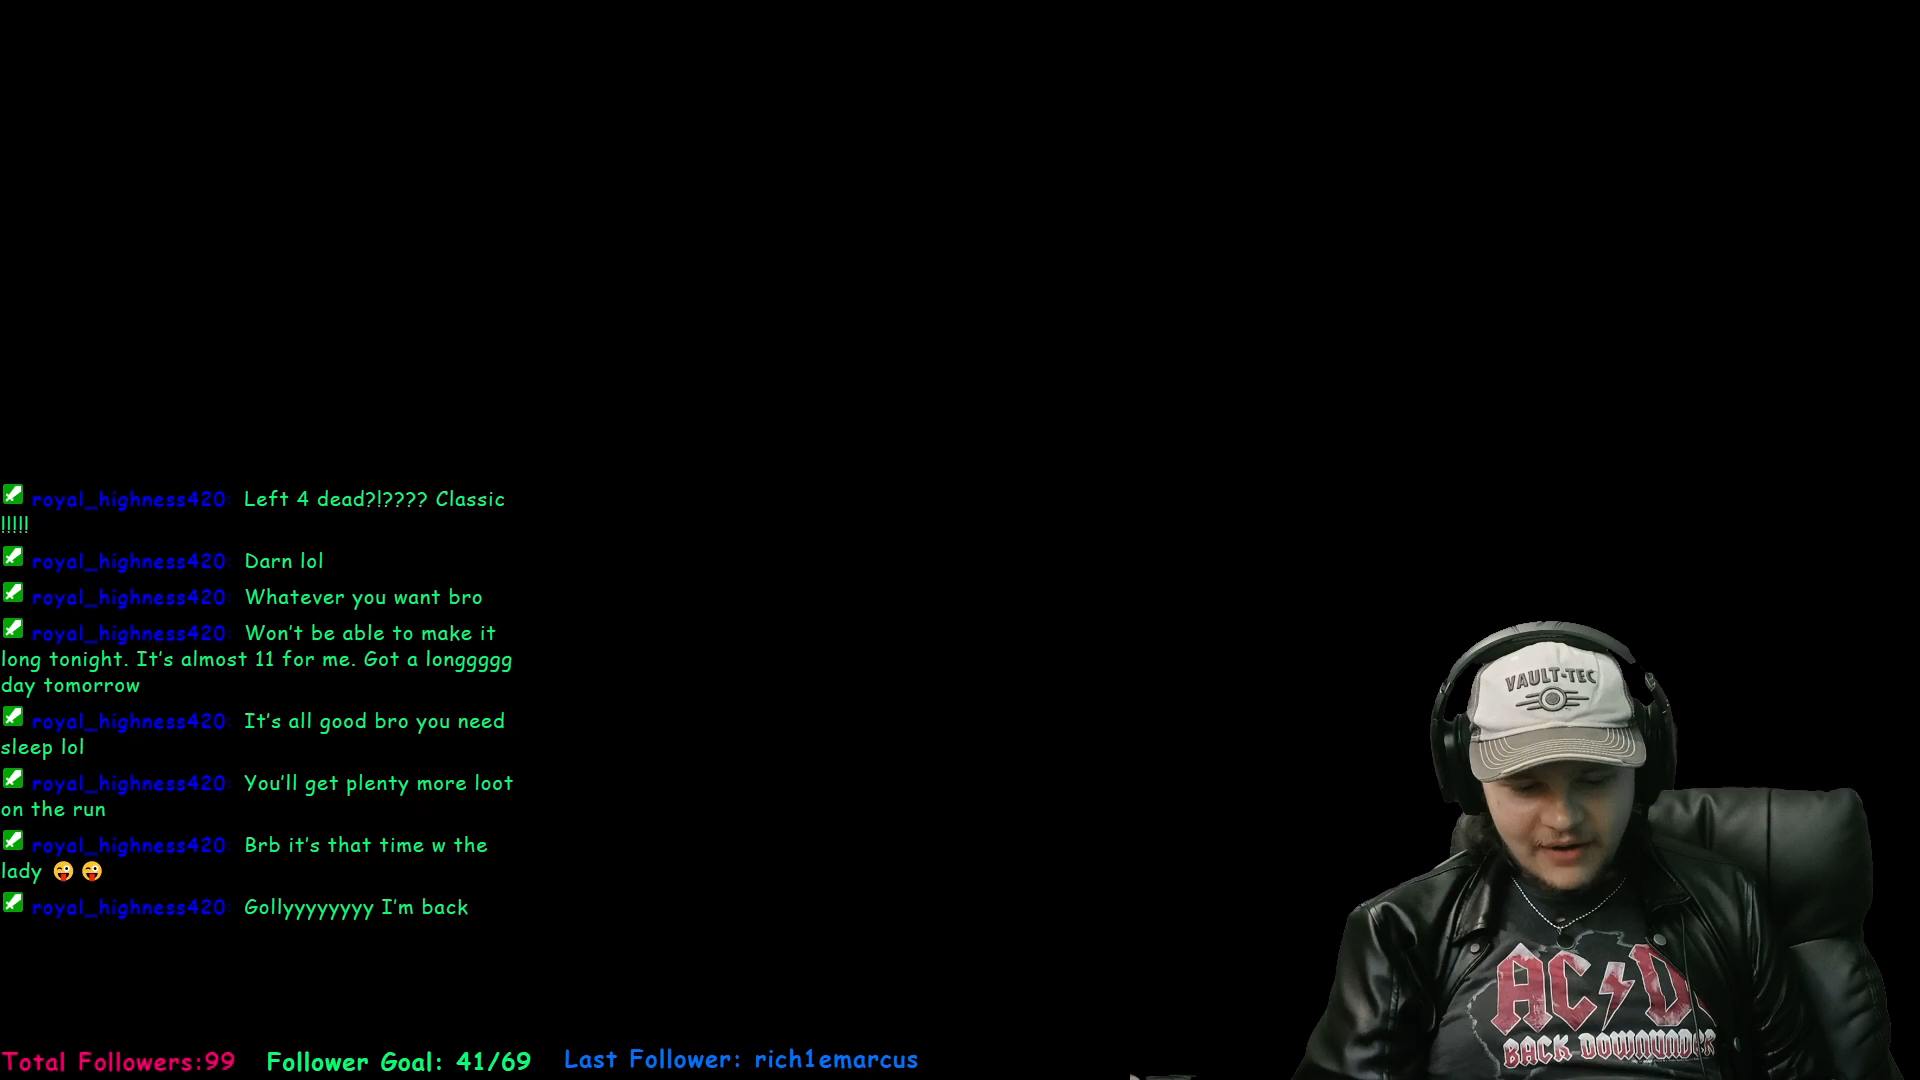 royal_highness420: Left 4 dead?!???? Classic
!!!!!
royal_highness420: Darn lol
royal_highness420: Whatever you want bro
royal_highness420: Won't be able to make it
long tonight. It's almost 11 for me. Got a longgggg
day tomorrow
royal_highness420: It's all good bro you need
sleep lol
royal_highness420: You'll get plenty more loot
on the run
royal_highness420: Brb it's that time w the
lady 😜 😜
royal_highness420: Gollyyyyyyyy I'm back
VAULT-TEC
AC⚡D
BACK DOWNUNDER
Total Followers:99
Follower Goal: 41/69
Last Follower: rich1emarcus